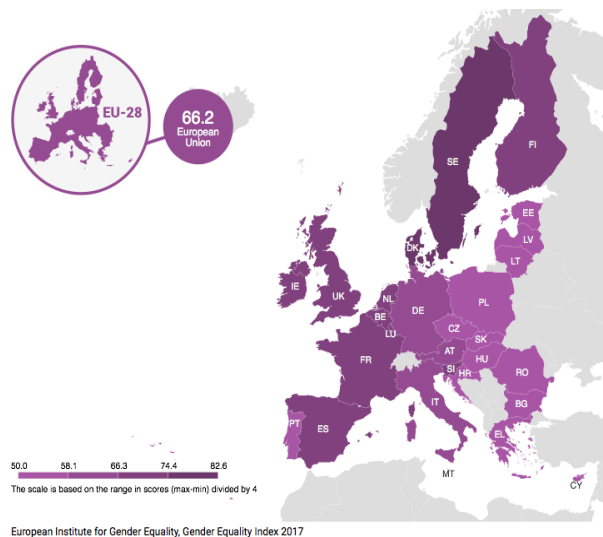 EU-28
66.2
European
Union
SE
FI
EE
LV
LT
DK
IE
UK
NL
BE
LU
DE
PL
CZ
SK
AT
HU
FR
SI
HR
RO
IT
BG
PT
ES
EL
MT
CY
50.0 58.1 66.3 74.4 82.6
The scale is based on the range in scores (max-min) divided by 4
European Institute for Gender Equality, Gender Equality Index 2017